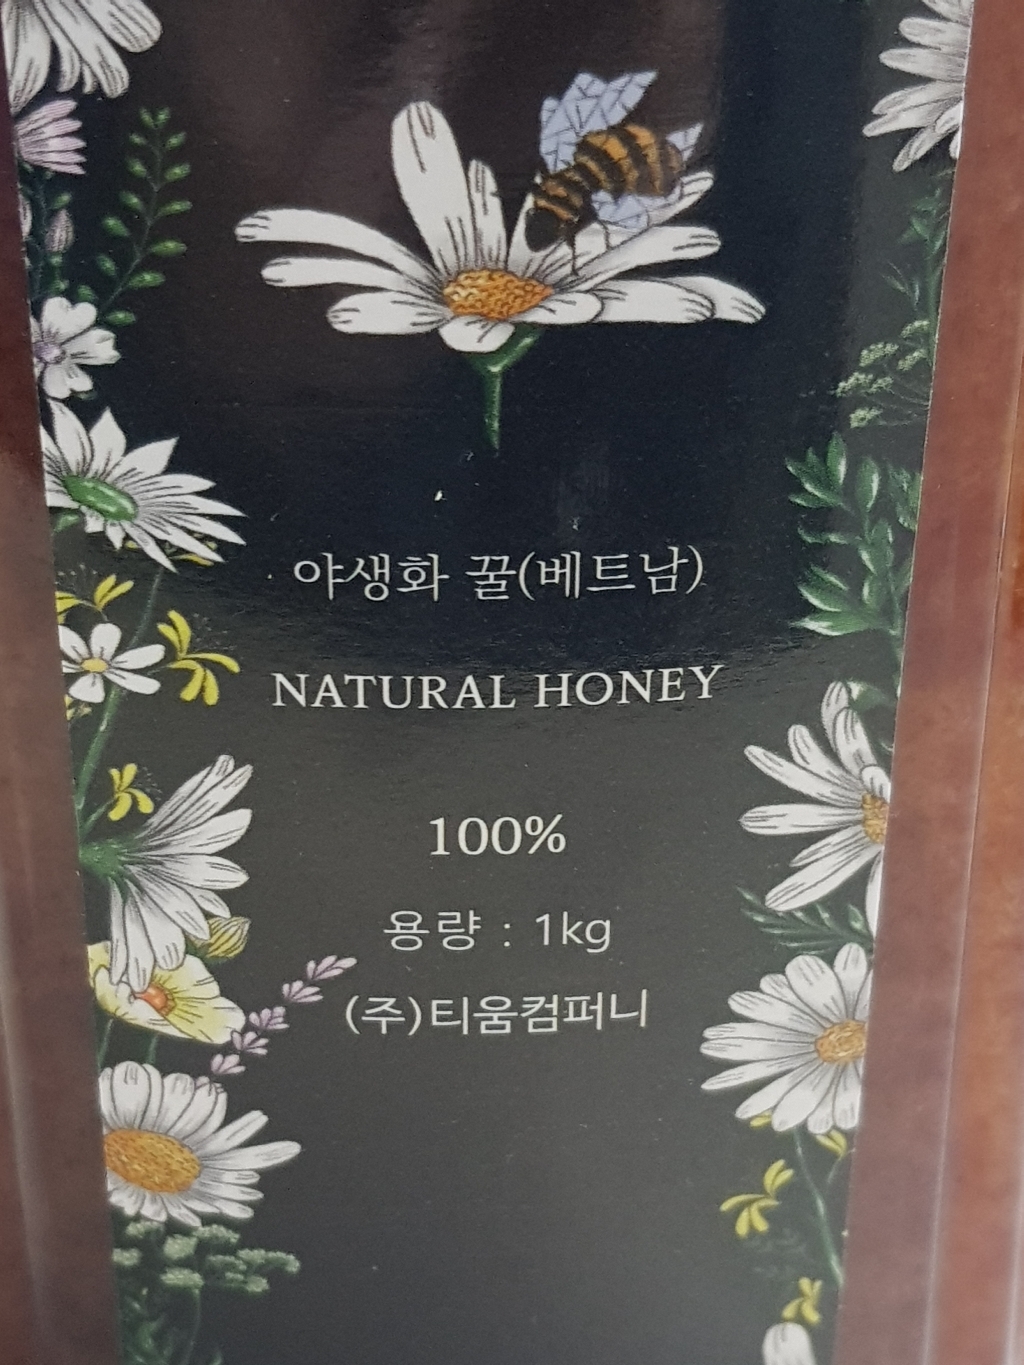 야생화 꿀(베트남)
NATURAL HONEY
100%
용량 : 1kg
(주)티움컴퍼니